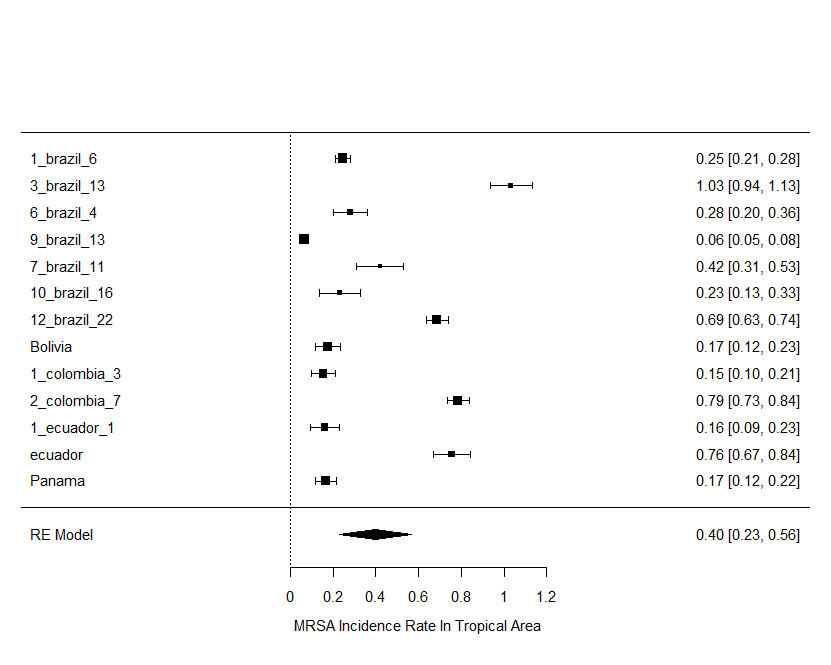 1_brazil_6 0.25 [0.21, 0.28]
3_brazil_13 1.03 [0.94, 1.13]
6_brazil_4 0.28 [0.20, 0.36]
9_brazil_13 0.06 [0.05, 0.08]
7_brazil_11 0.42 [0.31, 0.53]
10_brazil_16 0.23 [0.13, 0.33]
12_brazil_22 0.69 [0.63, 0.74]
Bolivia 0.17 [0.12, 0.23]
1_colombia_3 0.15 [0.10, 0.21]
2_colombia_7 0.79 [0.73, 0.84]
1_ecuador_1 0.16 [0.09, 0.23]
ecuador 0.76 [0.67, 0.84]
Panama 0.17 [0.12, 0.22]
RE Model 0.40 [0.23, 0.56]
0 0.2 0.4 0.6 0.8 1 1.2
MRSA Incidence Rate In Tropical Area